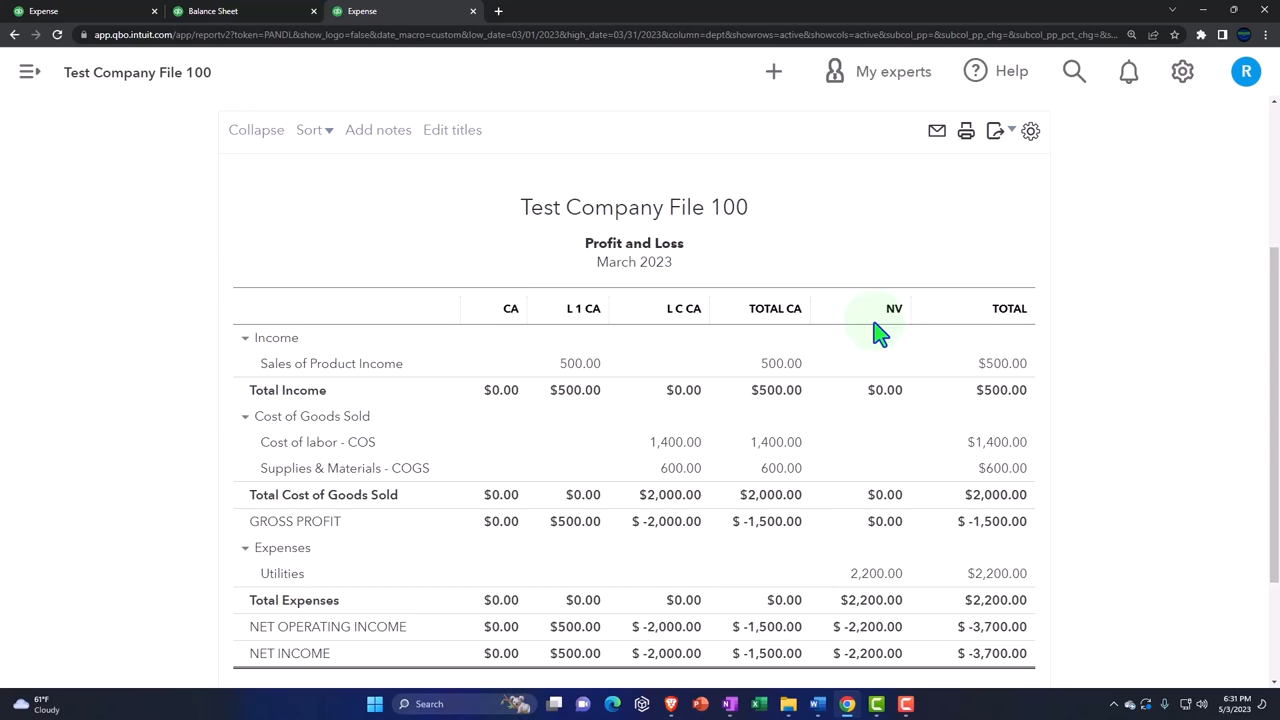 Expense
Balance Sheet
Expense
app.qbo.intuit.com/app/reportv2?token=PANDL&show_logo=false&date_macro=custom&low_date=03/01/2023&high_date=03/31/2023&column=dept&showrows=active&showcols=active&subcol_pp=&subcol_pp_chg=&subcol_pp_pct_chg=&s...
Test Company File 100
My experts
Help
R
Collapse Sort Add notes Edit titles
Test Company File 100
Profit and Loss
March 2023
CA L 1 CA L C CA TOTAL CA NV TOTAL
Income
Sales of Product Income 500.00 500.00 $500.00
Total Income $0.00 $500.00 $0.00 $500.00 $0.00 $500.00
Cost of Goods Sold
Cost of labor - COS 1,400.00 1,400.00 $1,400.00
Supplies & Materials - COGS 600.00 600.00 $600.00
Total Cost of Goods Sold $0.00 $0.00 $2,000.00 $2,000.00 $0.00 $2,000.00
GROSS PROFIT $0.00 $500.00 $ -2,000.00 $ -1,500.00 $0.00 $ -1,500.00
Expenses
Utilities 2,200.00 $2,200.00
Total Expenses $0.00 $0.00 $0.00 $0.00 $2,200.00 $2,200.00
NET OPERATING INCOME $0.00 $500.00 $ -2,000.00 $ -1,500.00 $ -2,200.00 $ -3,700.00
NET INCOME $0.00 $500.00 $ -2,000.00 $ -1,500.00 $ -2,200.00 $ -3,700.00
61°F
Cloudy
Search
6:31 PM
5/3/2023